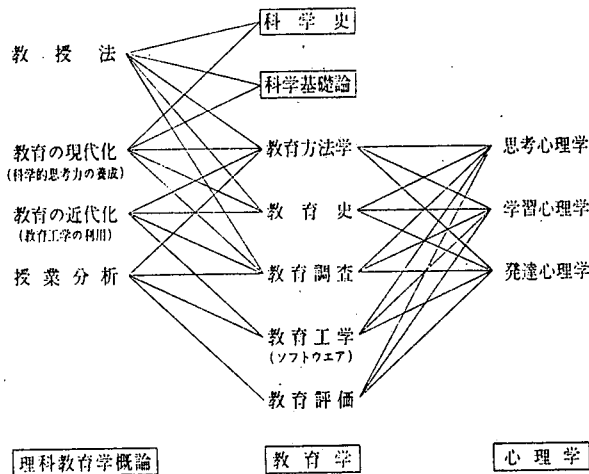 科学史
教授法
科学基礎論
教育の現代化
(科学的思考力の養成)
教育方法学
思考心理学
教育の近代化
(教育工学の利用)
教育史
学習心理学
授業分析
教育調査
発達心理学
教育工学
(ソフトウエア)
教育評価
理科教育学概論
教育学
心理学